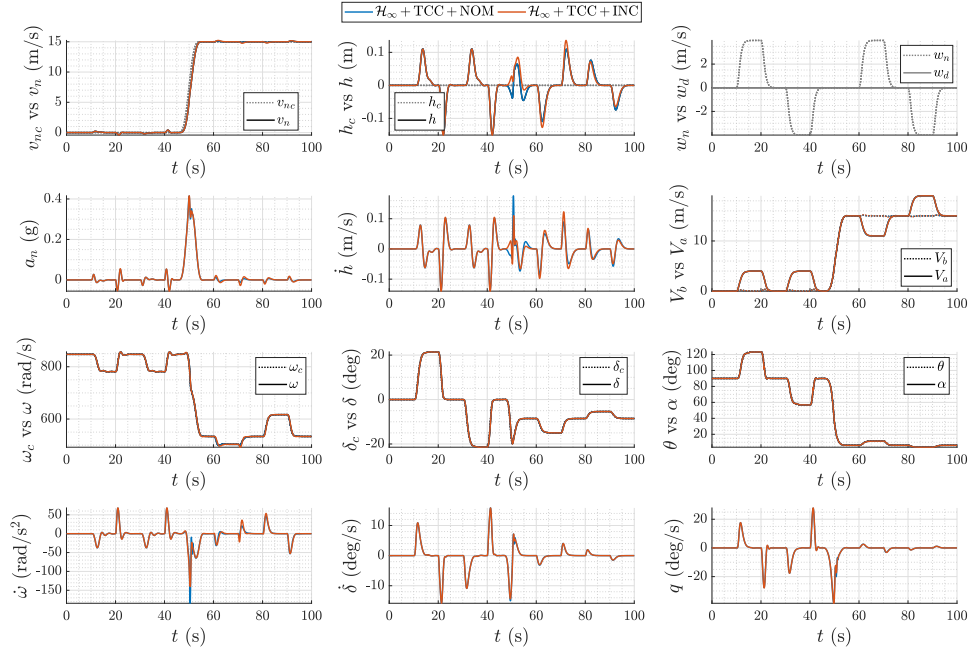 ℋ∞ + TCC + NOM ℋ∞ + TCC + INC
v_nc vs v_n (m/s)
15
10
5
0
v_nc
v_n
0 20 40 60 80 100
t (s)
h_c vs h (m)
0.1
0
-0.1
h_c
h
0 20 40 60 80 100
t (s)
w_n vs w_d (m/s)
2
0
-2
w_n
w_d
0 20 40 60 80 100
t (s)
a_n (g)
0.4
0.2
0
0 20 40 60 80 100
t (s)
ḣ (m/s)
0.1
0
-0.1
0 20 40 60 80 100
t (s)
V_b vs V_a (m/s)
10
0
V_b
V_a
0 20 40 60 80 100
t (s)
ω_c vs ω (rad/s)
800
600
ω_c
ω
0 20 40 60 80 100
t (s)
δ_c vs δ (deg)
20
0
-20
δ_c
δ
0 20 40 60 80 100
t (s)
θ vs α (deg)
120
100
80
60
40
20
θ
α
0 20 40 60 80 100
t (s)
ω̇ (rad/s²)
50
0
-50
-100
-150
0 20 40 60 80 100
t (s)
δ̇ (deg/s)
10
0
-10
0 20 40 60 80 100
t (s)
q (deg/s)
20
0
-20
0 20 40 60 80 100
t (s)